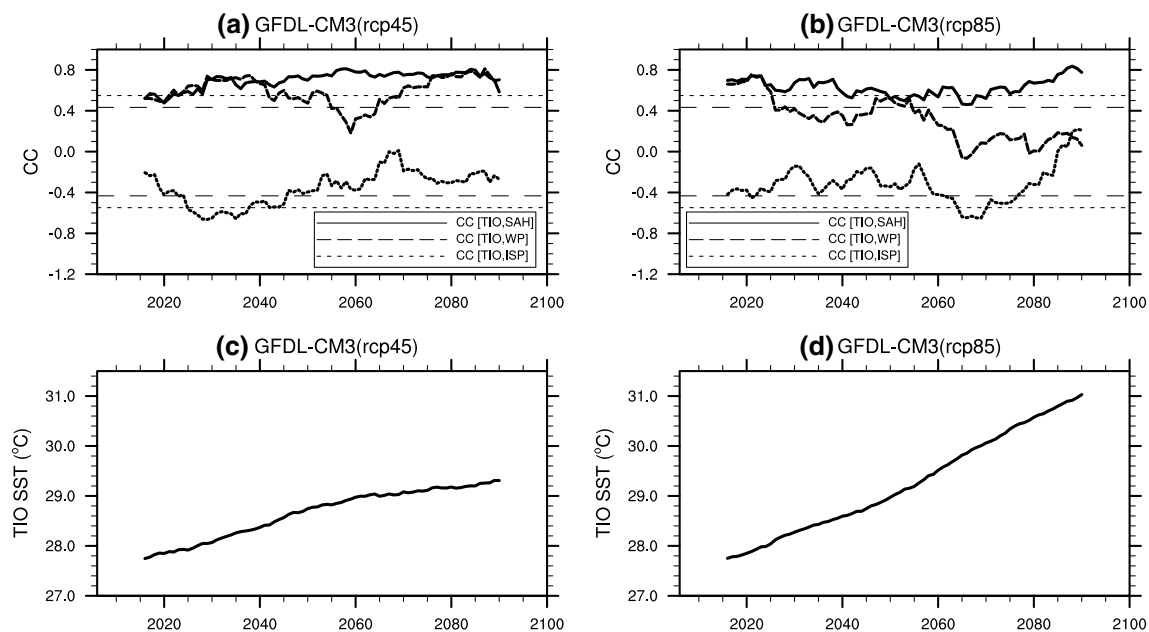 (a) GFDL-CM3(rcp45)
CC
0.8
0.4
0.0
-0.4
-0.8
-1.2
CC [TIO,SAH]
CC [TIO,WP]
CC [TIO,ISP]
2020 2040 2060 2080 2100
(b) GFDL-CM3(rcp85)
CC
0.8
0.4
0.0
-0.4
-0.8
-1.2
CC [TIO,SAH]
CC [TIO,WP]
CC [TIO,ISP]
2020 2040 2060 2080 2100
(c) GFDL-CM3(rcp45)
TIO SST (°C)
31.0
30.0
29.0
28.0
27.0
2020 2040 2060 2080 2100
(d) GFDL-CM3(rcp85)
TIO SST (°C)
31.0
30.0
29.0
28.0
27.0
2020 2040 2060 2080 2100